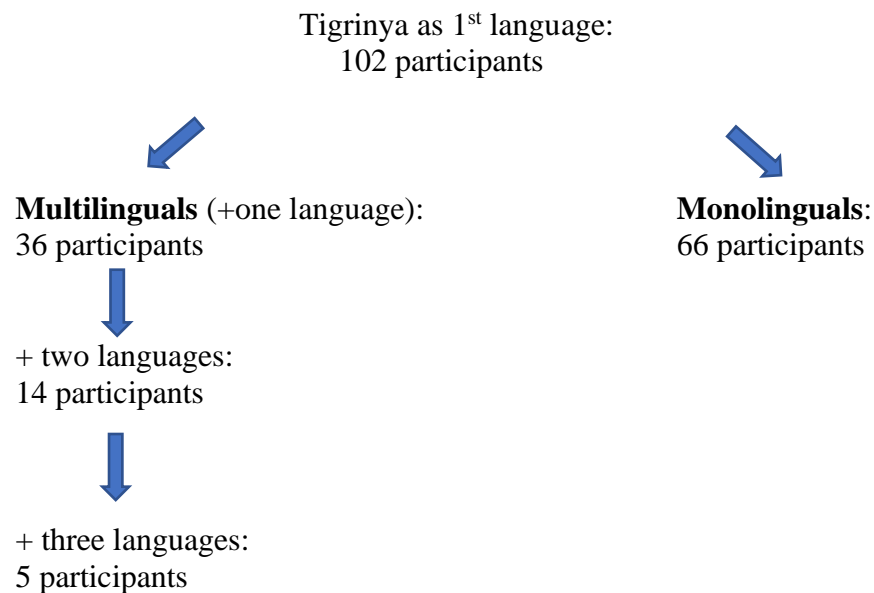 Tigrinya as 1st language:
102 participants
Multilinguals (+one language):
36 participants
Monolinguals:
66 participants
+ two languages:
14 participants
+ three languages:
5 participants